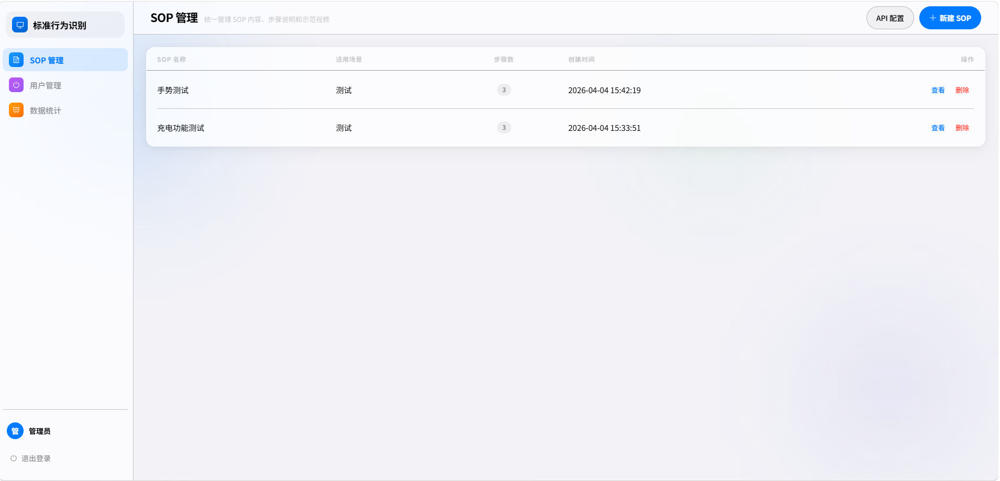 标准行为识别
SOP 管理
用户管理
数据统计
管 管理员
退出登录
SOP 管理 统一管理 SOP 内容、步骤说明和示范视频
API 配置
新建 SOP
SOP 名称 适用场景 步骤数 创建时间 操作
手势测试 测试 3 2026-04-04 15:42:19 查看 删除
充电功能测试 测试 3 2026-04-04 15:33:51 查看 删除